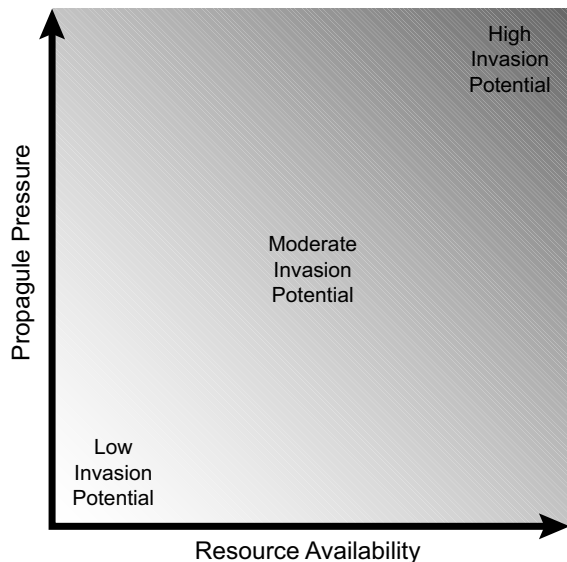 High
Invasion
Potential
Propagule Pressure
Moderate
Invasion
Potential
Low
Invasion
Potential
Resource Availability